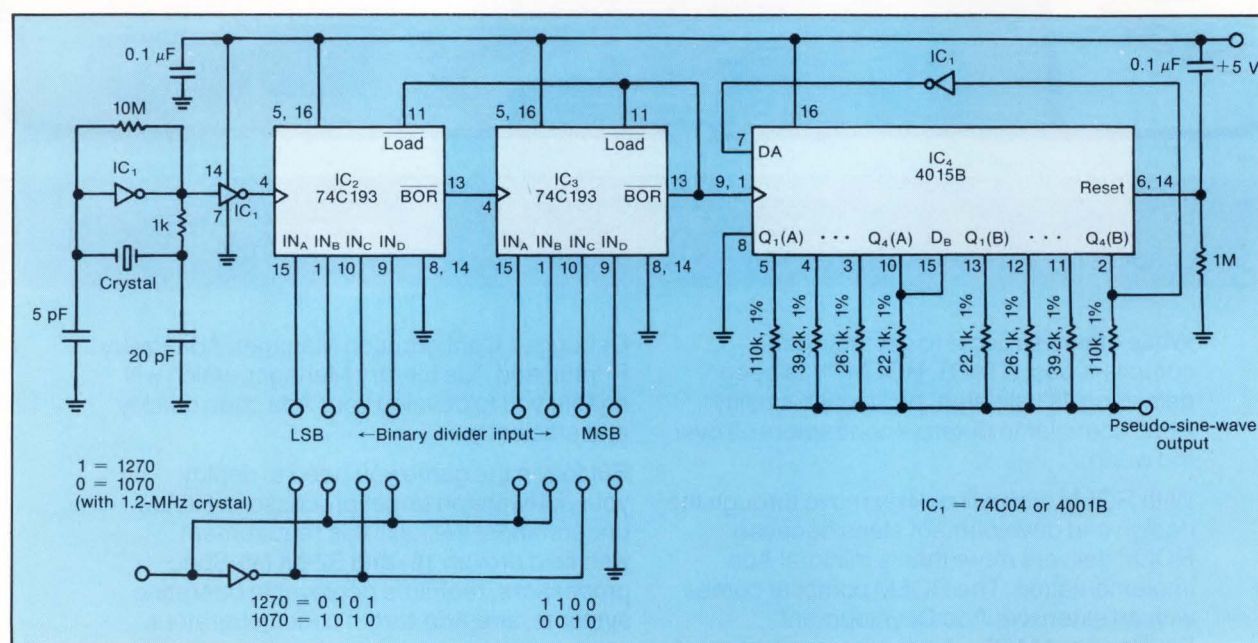 0.1 μF
10M
IC1
14
7
IC1
1k
Crystal
5 pF
20 pF
4
5, 16
11
Load
IC2
74C193
BOR
13
INA INB INC IND
15 1 10 9 8, 14
4
5, 16
11
Load
IC3
74C193
BOR
13
INA INB INC IND
15 1 10 9 8, 14
IC1
0.1 μF
+5 V
16
7
DA
IC4
4015B
9, 1
Reset
6, 14
8
Q1(A) · · · Q4(A) DB Q1(B) · · · Q4(B)
5 4 3 10 15 13 12 11 2
1M
110k, 1%
39.2k, 1%
26.1k, 1%
22.1k, 1%
22.1k, 1%
26.1k, 1%
39.2k, 1%
110k, 1%
Pseudo-sine-wave
output
LSB ←Binary divider input→ MSB
1 = 1270
0 = 1070
(with 1.2-MHz crystal)
IC1 = 74C04 or 4001B
1270 = 0 1 0 1 1 1 0 0
1070 = 1 0 1 0 0 0 1 0